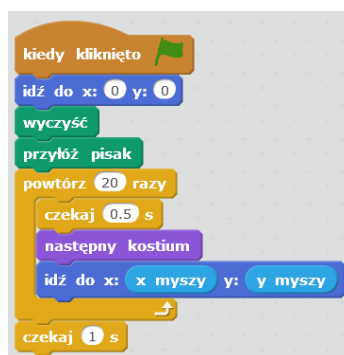 kiedy kliknięto
idź do x: 0 y: 0
wyczyść
przyłóż pisak
powtórz 20 razy
czekaj 0.5 s
następny kostium
idź do x: x myszy y: y myszy
czekaj 1 s